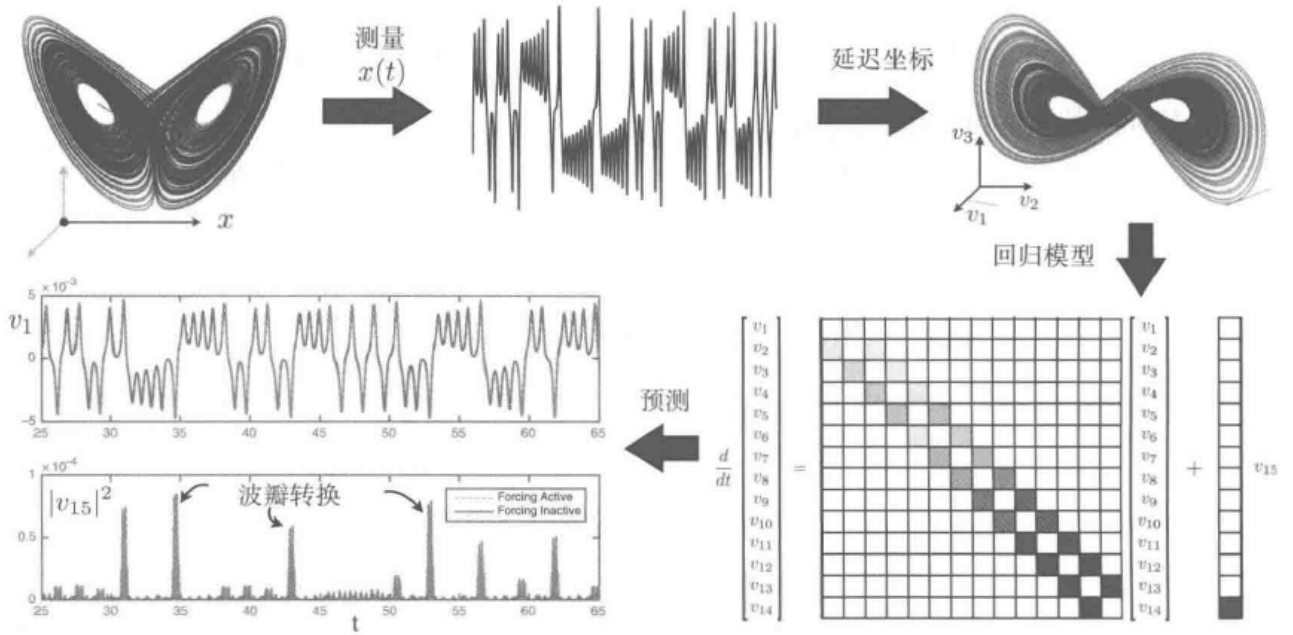 测量
x(t)
x
延迟坐标
v3
v2
v1
回归模型
×10⁻³
v1
5
0
-5
25 30 35 40 45 50 55 60 65
预测
×10⁻⁴
|v15|²
1
0.5
0
波瓣转换
Forcing Active
Forcing Inactive
25 30 35 40 45 50 55 60 65
t
d/dt
v1
v2
v3
v4
v5
v6
v7
v8
v9
v10
v11
v12
v13
v14
=
v1
v2
v3
v4
v5
v6
v7
v8
v9
v10
v11
v12
v13
v14
+
v15